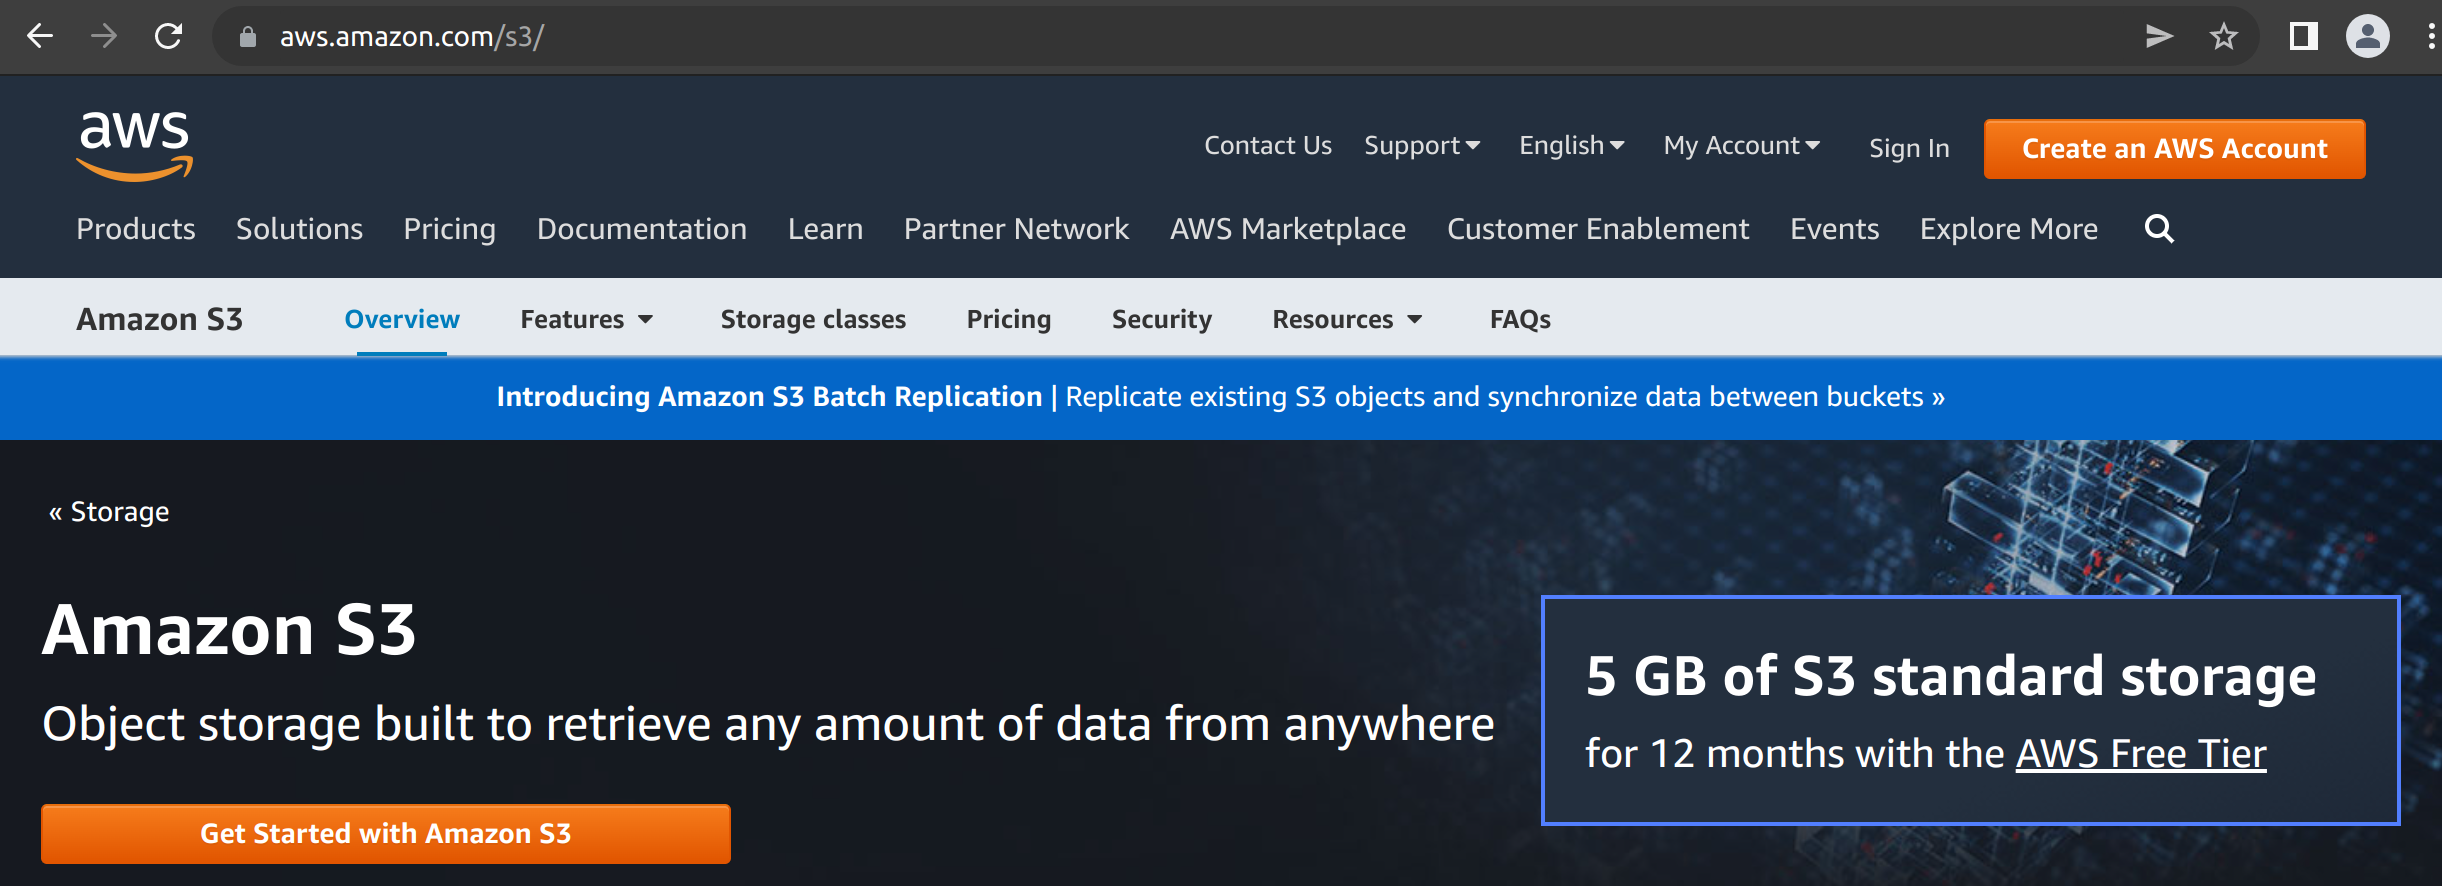 aws.amazon.com/s3/
aws
Contact Us Support English My Account Sign In Create an AWS Account
Products Solutions Pricing Documentation Learn Partner Network AWS Marketplace Customer Enablement Events Explore More
Amazon S3 Overview Features Storage classes Pricing Security Resources FAQs
Introducing Amazon S3 Batch Replication | Replicate existing S3 objects and synchronize data between buckets »
« Storage
Amazon S3
Object storage built to retrieve any amount of data from anywhere
Get Started with Amazon S3
5 GB of S3 standard storage
for 12 months with the AWS Free Tier